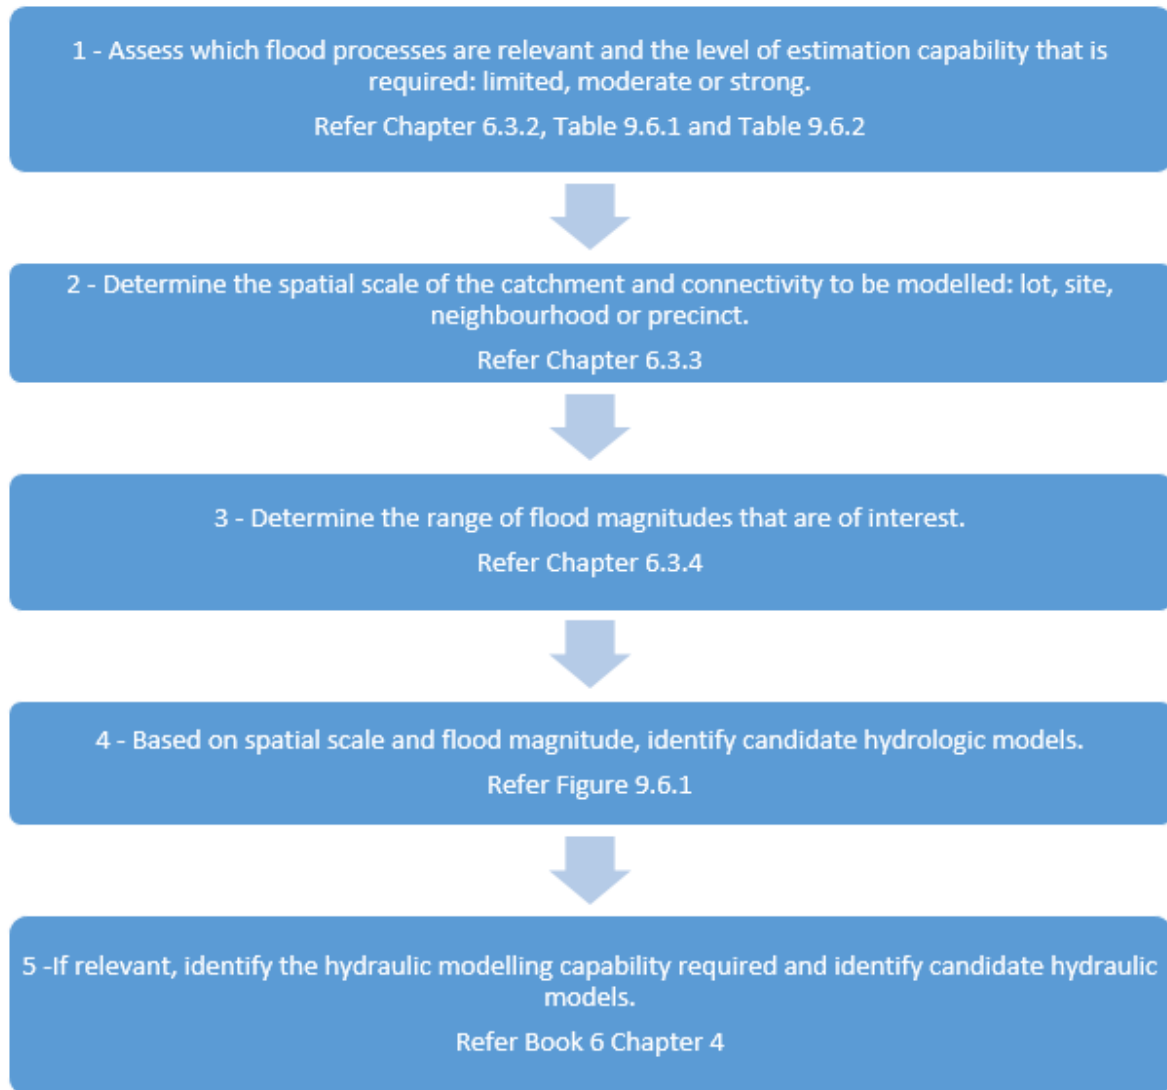 1 - Assess which flood processes are relevant and the level of estimation capability that is
required: limited, moderate or strong.
Refer Chapter 6.3.2, Table 9.6.1 and Table 9.6.2
2 - Determine the spatial scale of the catchment and connectivity to be modelled: lot, site,
neighbourhood or precinct.
Refer Chapter 6.3.3
3 - Determine the range of flood magnitudes that are of interest.
Refer Chapter 6.3.4
4 - Based on spatial scale and flood magnitude, identify candidate hydrologic models.
Refer Figure 9.6.1
5 -If relevant, identify the hydraulic modelling capability required and identify candidate hydraulic
models.
Refer Book 6 Chapter 4